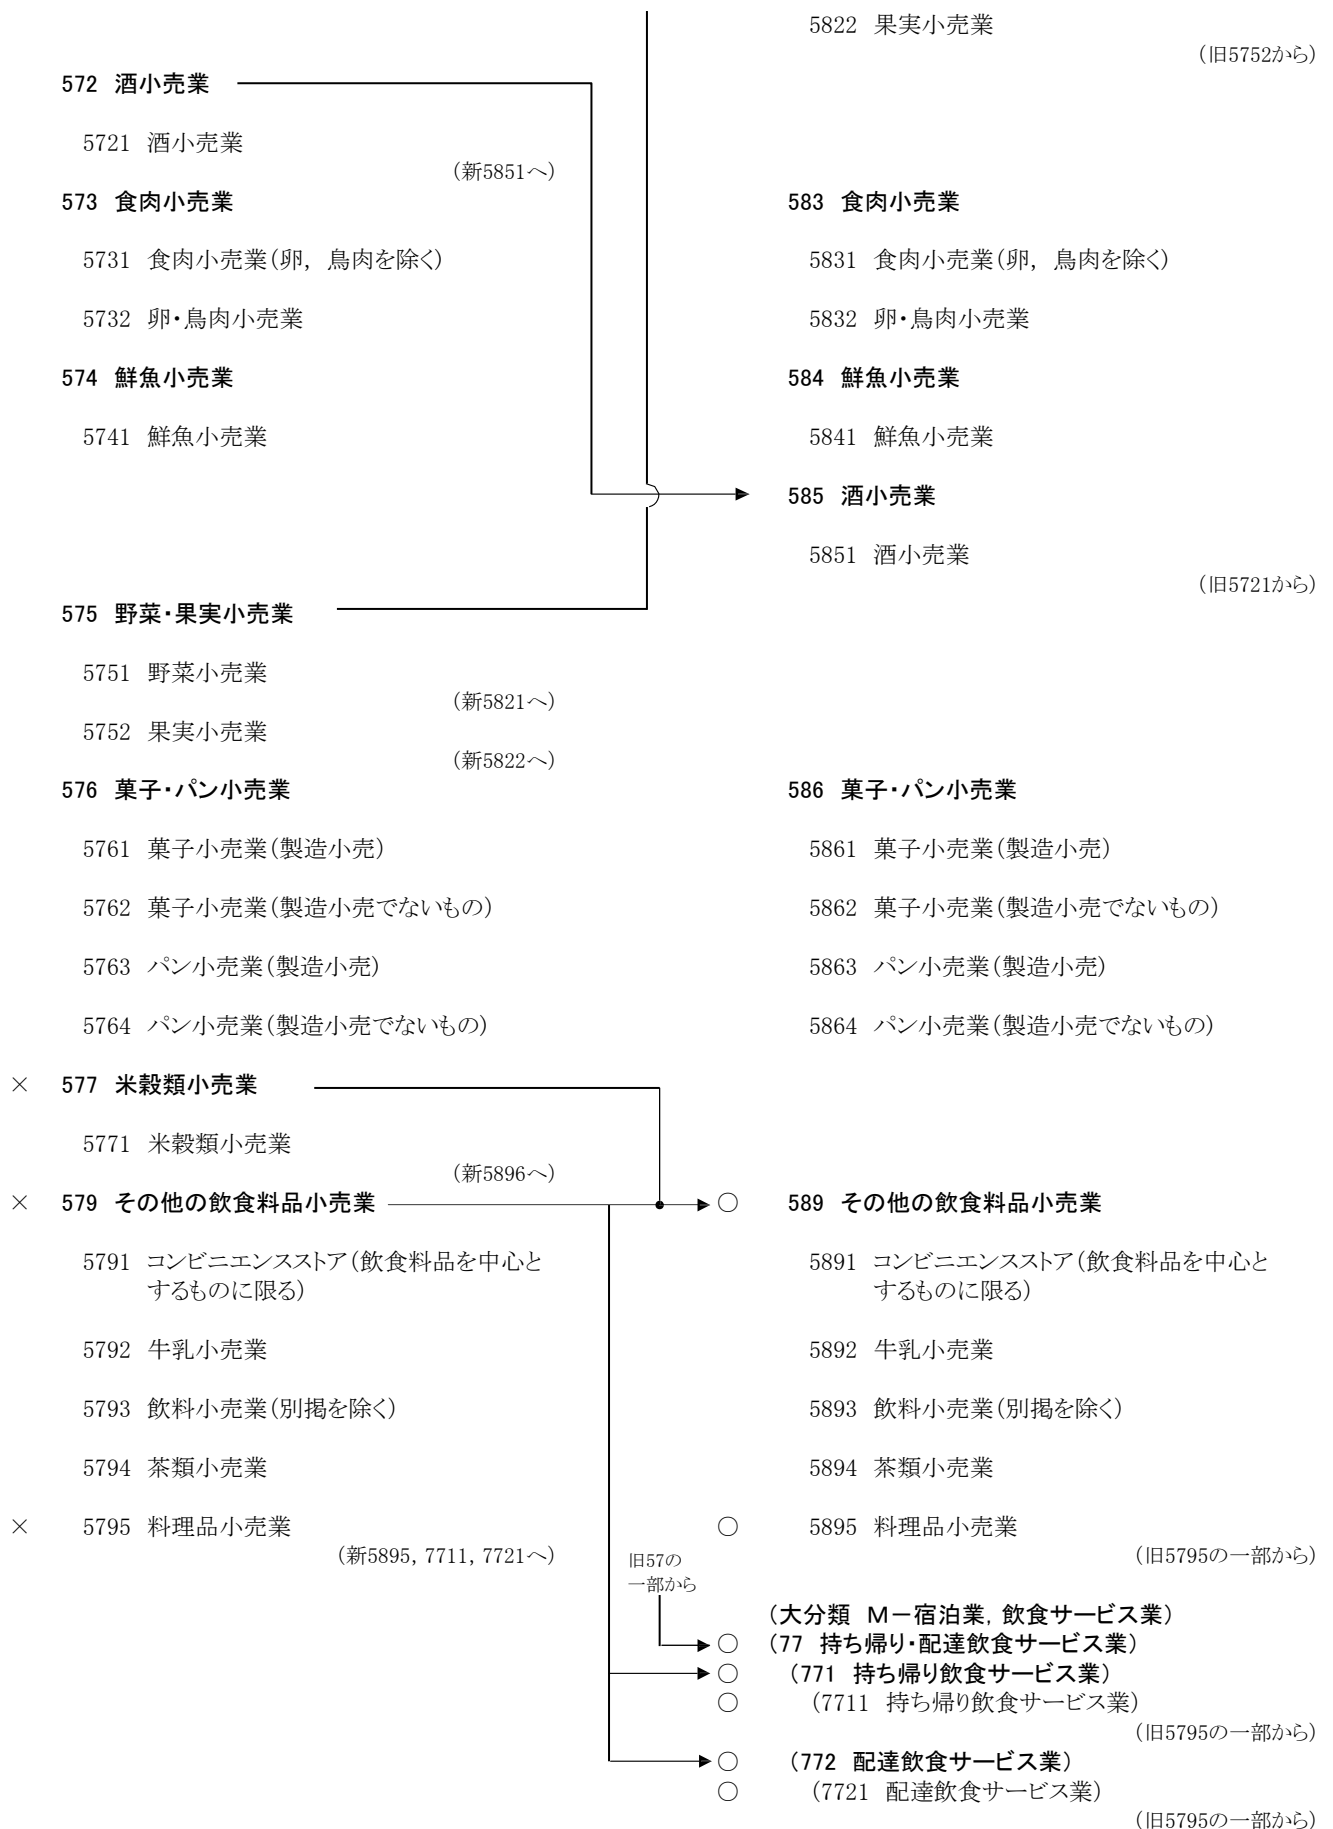 5822 果実小売業
(旧5752から)
572 酒小売業
5721 酒小売業
(新5851へ)
573 食肉小売業
583 食肉小売業
5731 食肉小売業(卵，鳥肉を除く)
5831 食肉小売業(卵，鳥肉を除く)
5732 卵・鳥肉小売業
5832 卵・鳥肉小売業
574 鮮魚小売業
584 鮮魚小売業
5741 鮮魚小売業
5841 鮮魚小売業
585 酒小売業
5851 酒小売業
(旧5721から)
575 野菜・果実小売業
5751 野菜小売業
(新5821へ)
5752 果実小売業
(新5822へ)
576 菓子・パン小売業
586 菓子・パン小売業
5761 菓子小売業(製造小売)
5861 菓子小売業(製造小売)
5762 菓子小売業(製造小売でないもの)
5862 菓子小売業(製造小売でないもの)
5763 パン小売業(製造小売)
5863 パン小売業(製造小売)
5764 パン小売業(製造小売でないもの)
5864 パン小売業(製造小売でないもの)
× 577 米穀類小売業
5771 米穀類小売業
(新5896へ)
× 579 その他の飲食料品小売業
○ 589 その他の飲食料品小売業
5791 コンビニエンスストア(飲食料品を中心と
するものに限る)
5891 コンビニエンスストア(飲食料品を中心と
するものに限る)
5792 牛乳小売業
5892 牛乳小売業
5793 飲料小売業(別掲を除く)
5893 飲料小売業(別掲を除く)
5794 茶類小売業
5894 茶類小売業
× 5795 料理品小売業
(新5895，7711，7721へ)
○ 5895 料理品小売業
(旧5795の一部から)
旧57の
一部から
(大分類 M－宿泊業，飲食サービス業)
○ (77 持ち帰り・配達飲食サービス業)
○ (771 持ち帰り飲食サービス業)
○ (7711 持ち帰り飲食サービス業)
(旧5795の一部から)
○ (772 配達飲食サービス業)
○ (7721 配達飲食サービス業)
(旧5795の一部から)